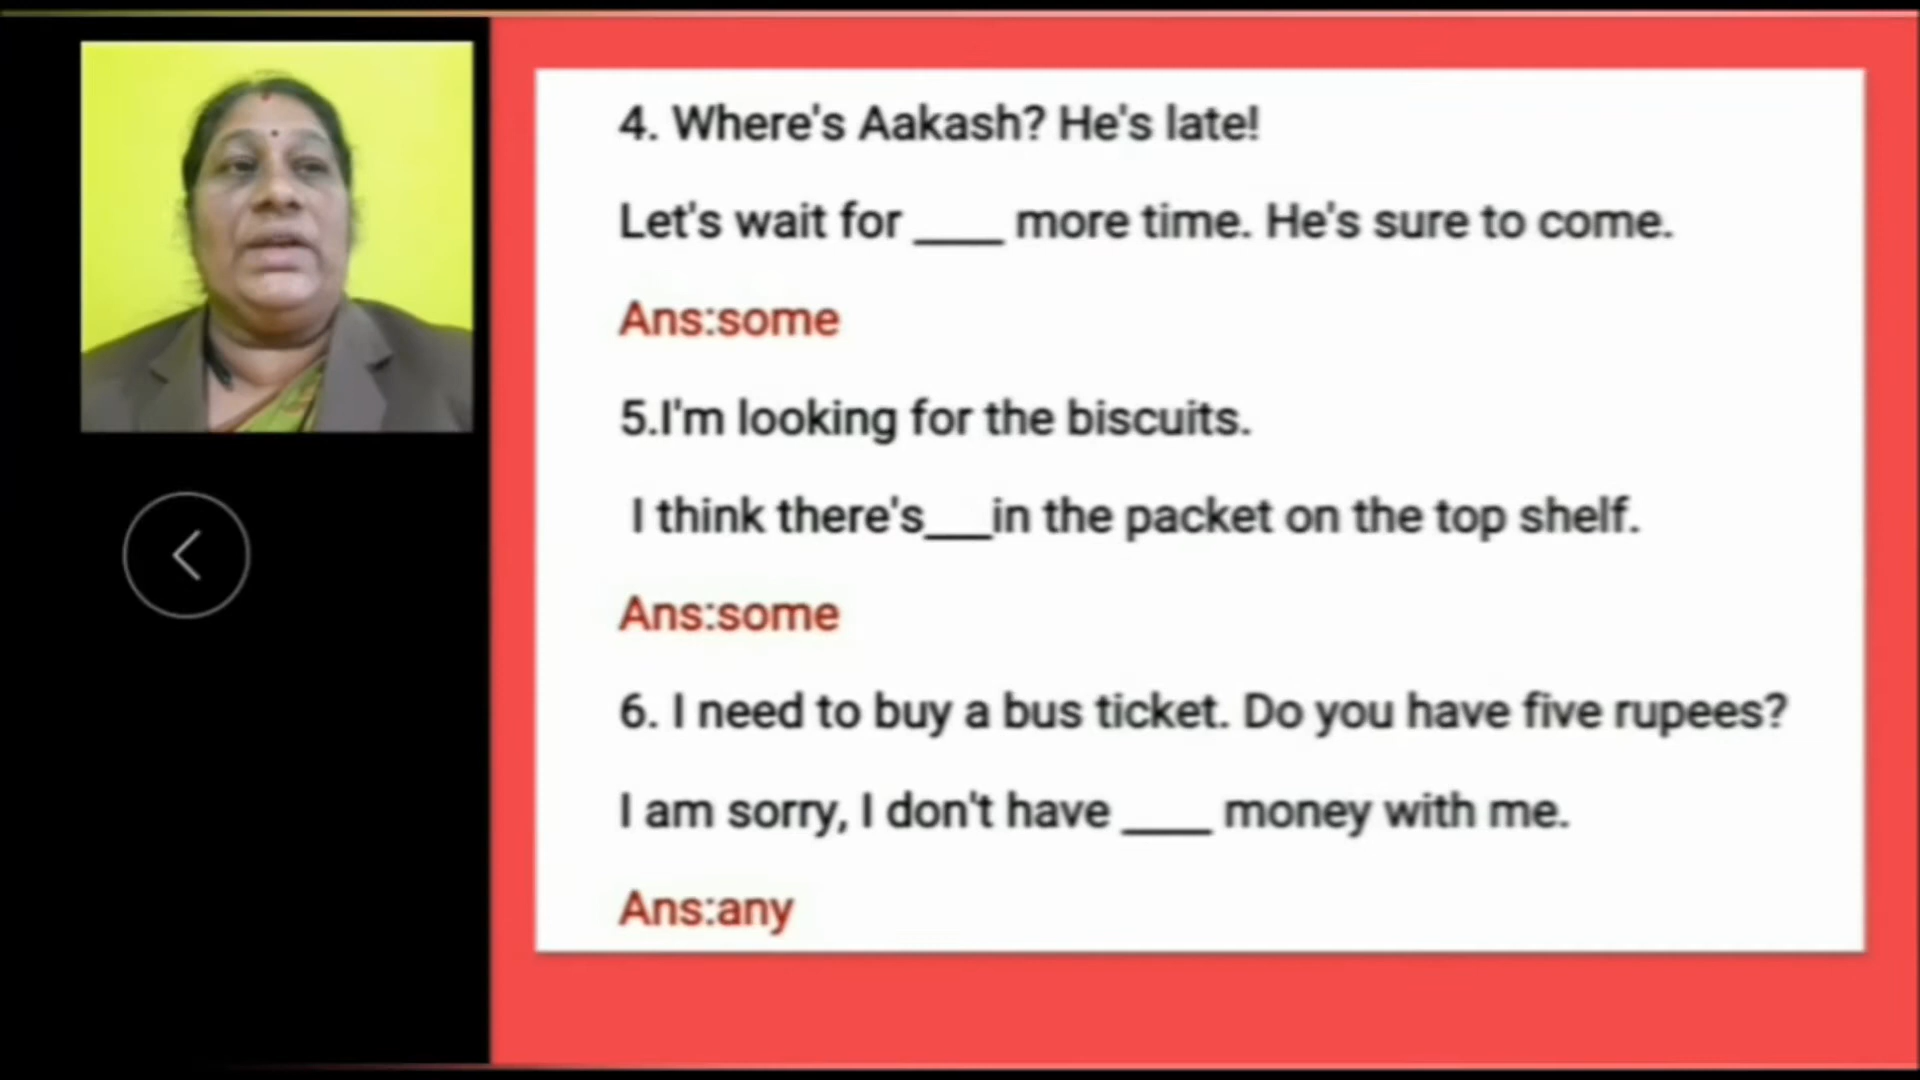 4. Where's Aakash? He's late!
Let's wait for ____ more time. He's sure to come.
Ans:some
5.I'm looking for the biscuits.
I think there's___in the packet on the top shelf.
Ans:some
6. I need to buy a bus ticket. Do you have five rupees?
I am sorry, I don't have ____ money with me.
Ans:any